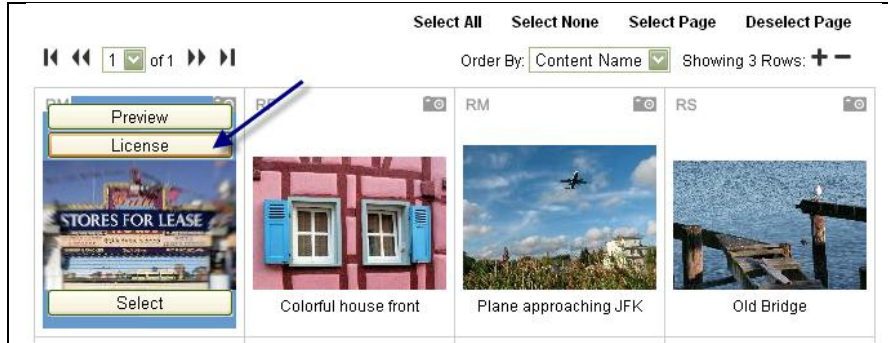 Select All Select None Select Page Deselect Page
1 of 1 Order By: Content Name Showing 3 Rows:
RM RS
Preview
License
STORES FOR LEASE
Select Colorful house front Plane approaching JFK Old Bridge